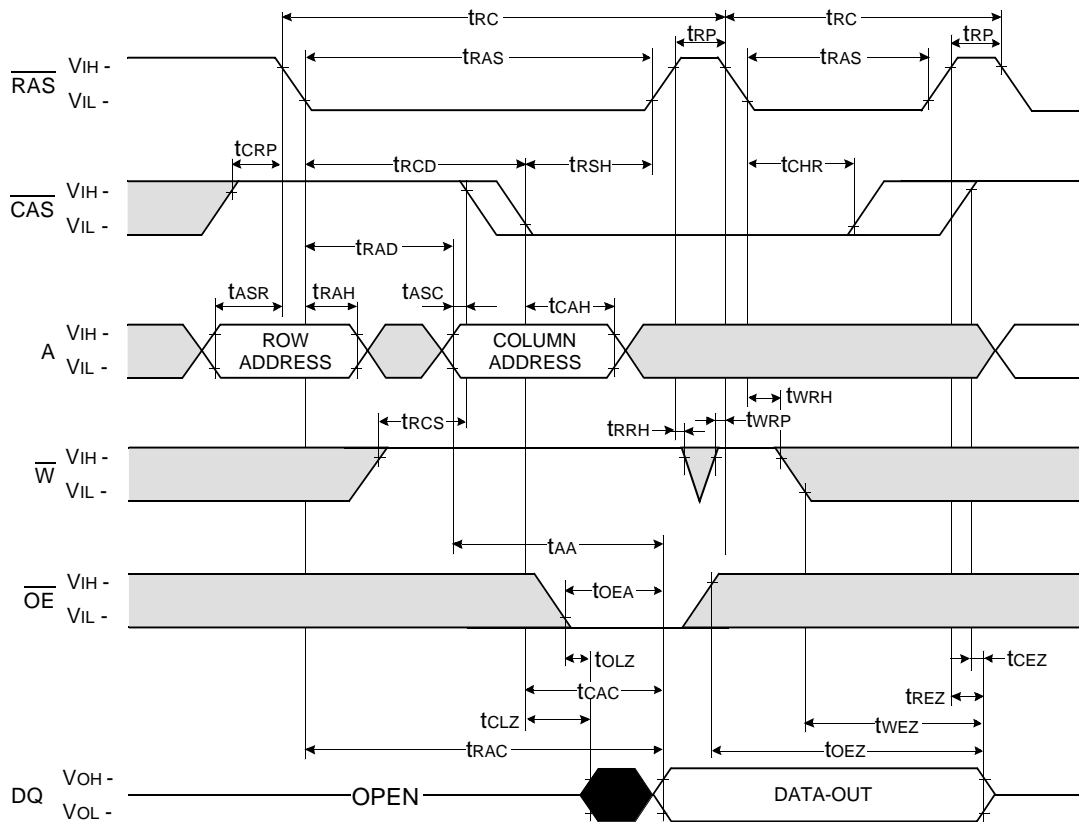 tRC tRC
tRP tRP
tRAS tRAS
RAS VIH -
VIL -
tCRP tRCD tRSH tCHR
CAS VIH -
VIL -
tRAD
tASR tRAH tASC tCAH
A VIH -
VIL -
ROW
ADDRESS
COLUMN
ADDRESS
tWRH
tRCS tRRH tWRP
W VIH -
VIL -
tAA
OE VIH -
VIL -
tOEA
tOLZ tCEZ
tCAC tREZ
tCLZ tWEZ
tRAC tOEZ
DQ VOH -
VOL -
OPEN DATA-OUT